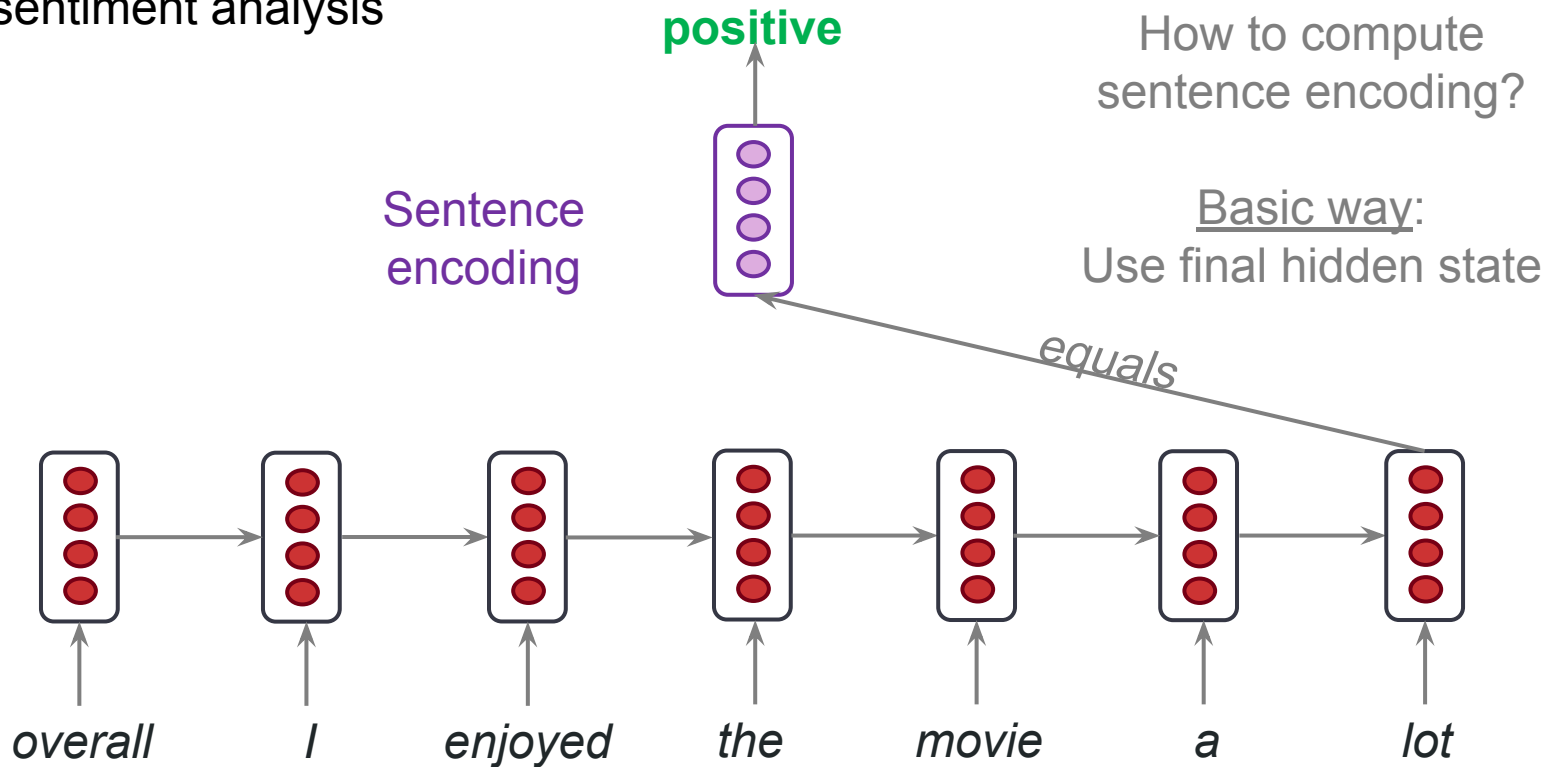 sentiment analysis
positive
How to compute
sentence encoding?
Sentence
encoding
Basic way:
Use final hidden state
equals
overall I enjoyed the movie a lot